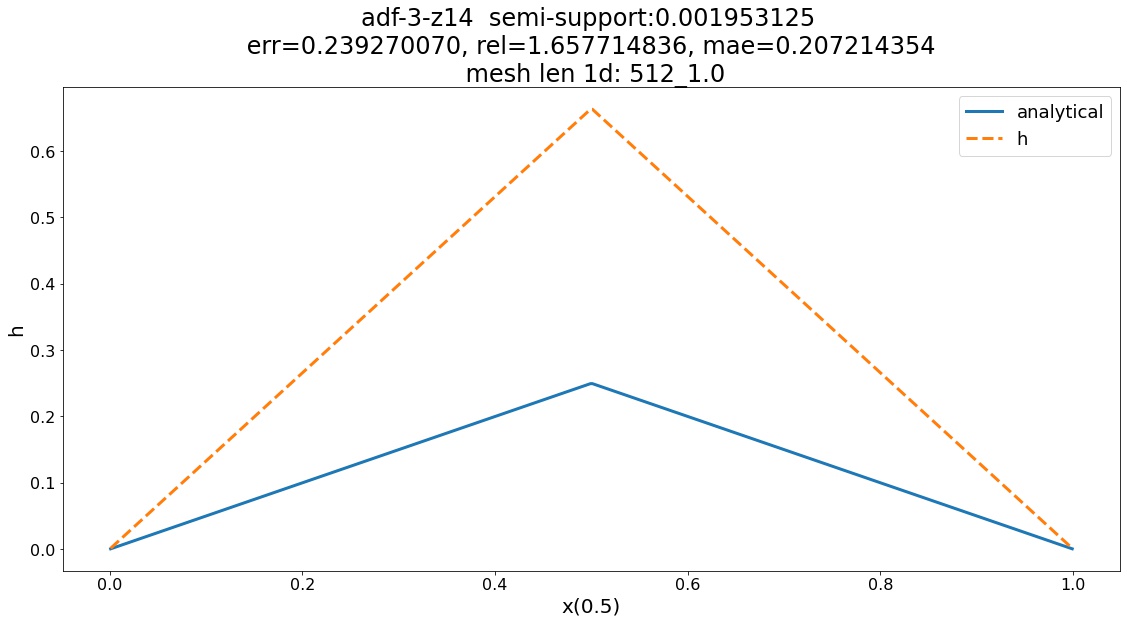 adf-3-z14 semi-support:0.001953125
err=0.239270070, rel=1.657714836, mae=0.207214354
mesh len 1d: 512_1.0
analytical
h
0.6
0.5
0.4
0.3
0.2
0.1
0.0
h
0.0 0.2 0.4 0.6 0.8 1.0
x(0.5)